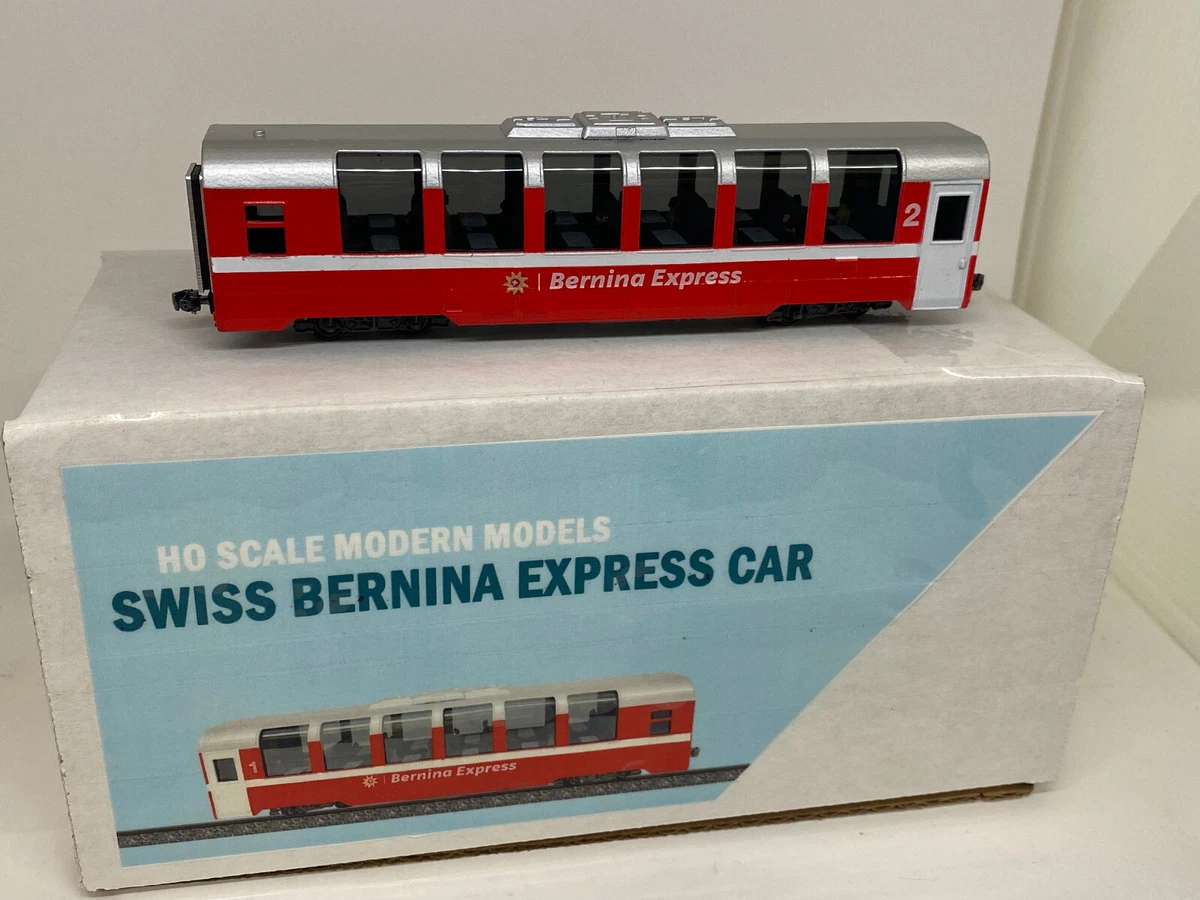 2
Bernina Express
HO SCALE MODERN MODELS
SWISS BERNINA EXPRESS CAR
1
Bernina Express